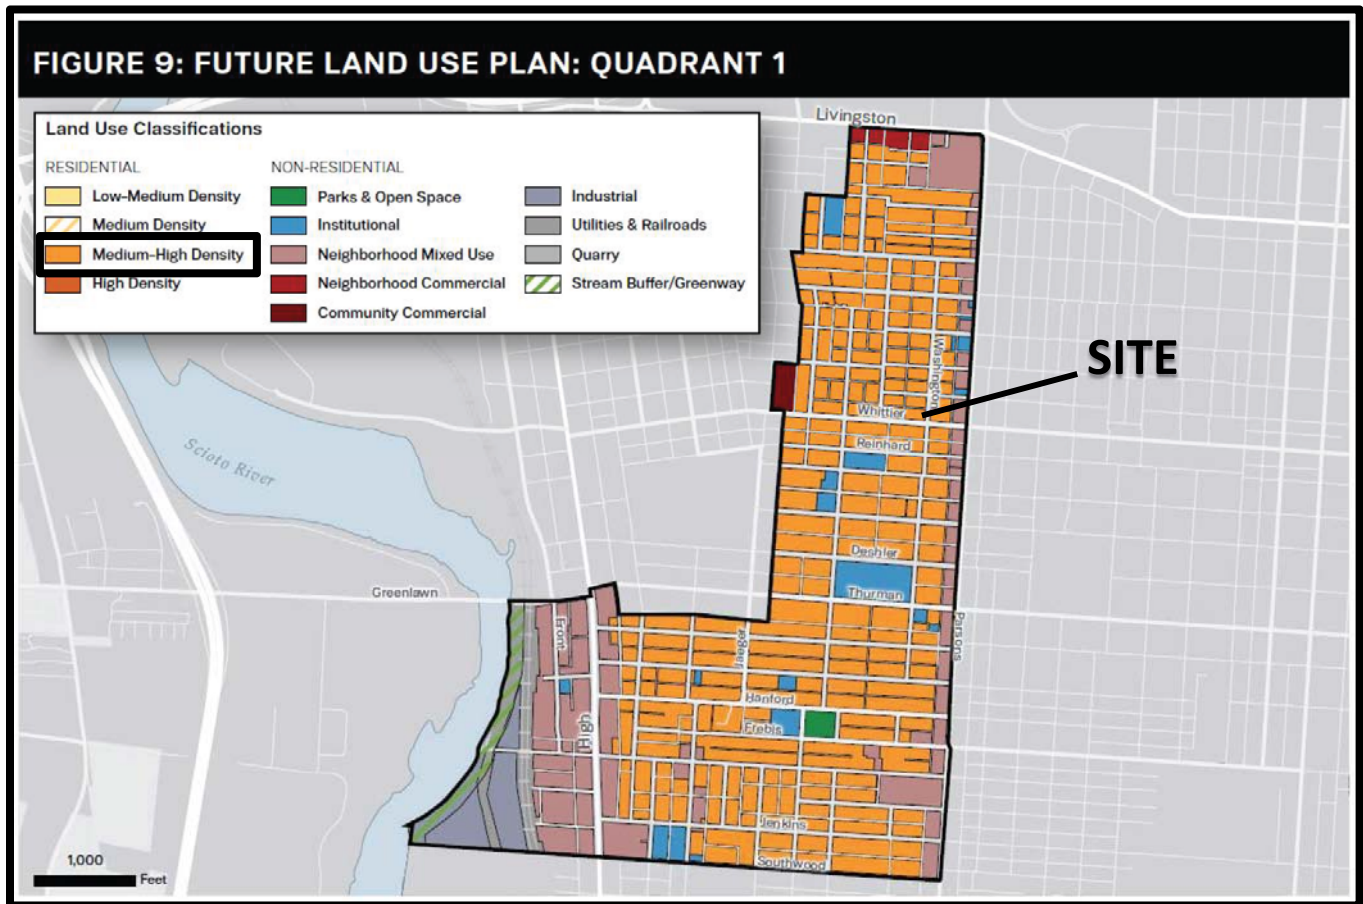 FIGURE 9: FUTURE LAND USE PLAN: QUADRANT 1
Land Use Classifications
RESIDENTIAL
Low-Medium Density
Medium Density
Medium-High Density
High Density
NON-RESIDENTIAL
Parks & Open Space
Institutional
Neighborhood Mixed Use
Neighborhood Commercial
Community Commercial
Industrial
Utilities & Railroads
Quarry
Stream Buffer/Greenway
Livingston
Washington
SITE
Whittier
Reinhard
Scioto River
Deshler
Greenlawn
Thurman
Parsons
Front
Jaeger
Hanford
High
Frebis
Jenkins
Southwood
1,000
Feet